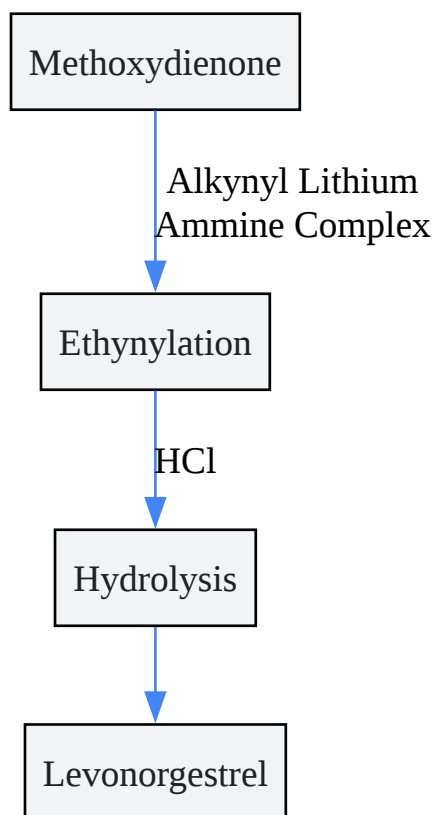 Methoxydienone
Alkynyl Lithium
Ammine Complex
Ethynylation
HCl
Hydrolysis
Levonorgestrel